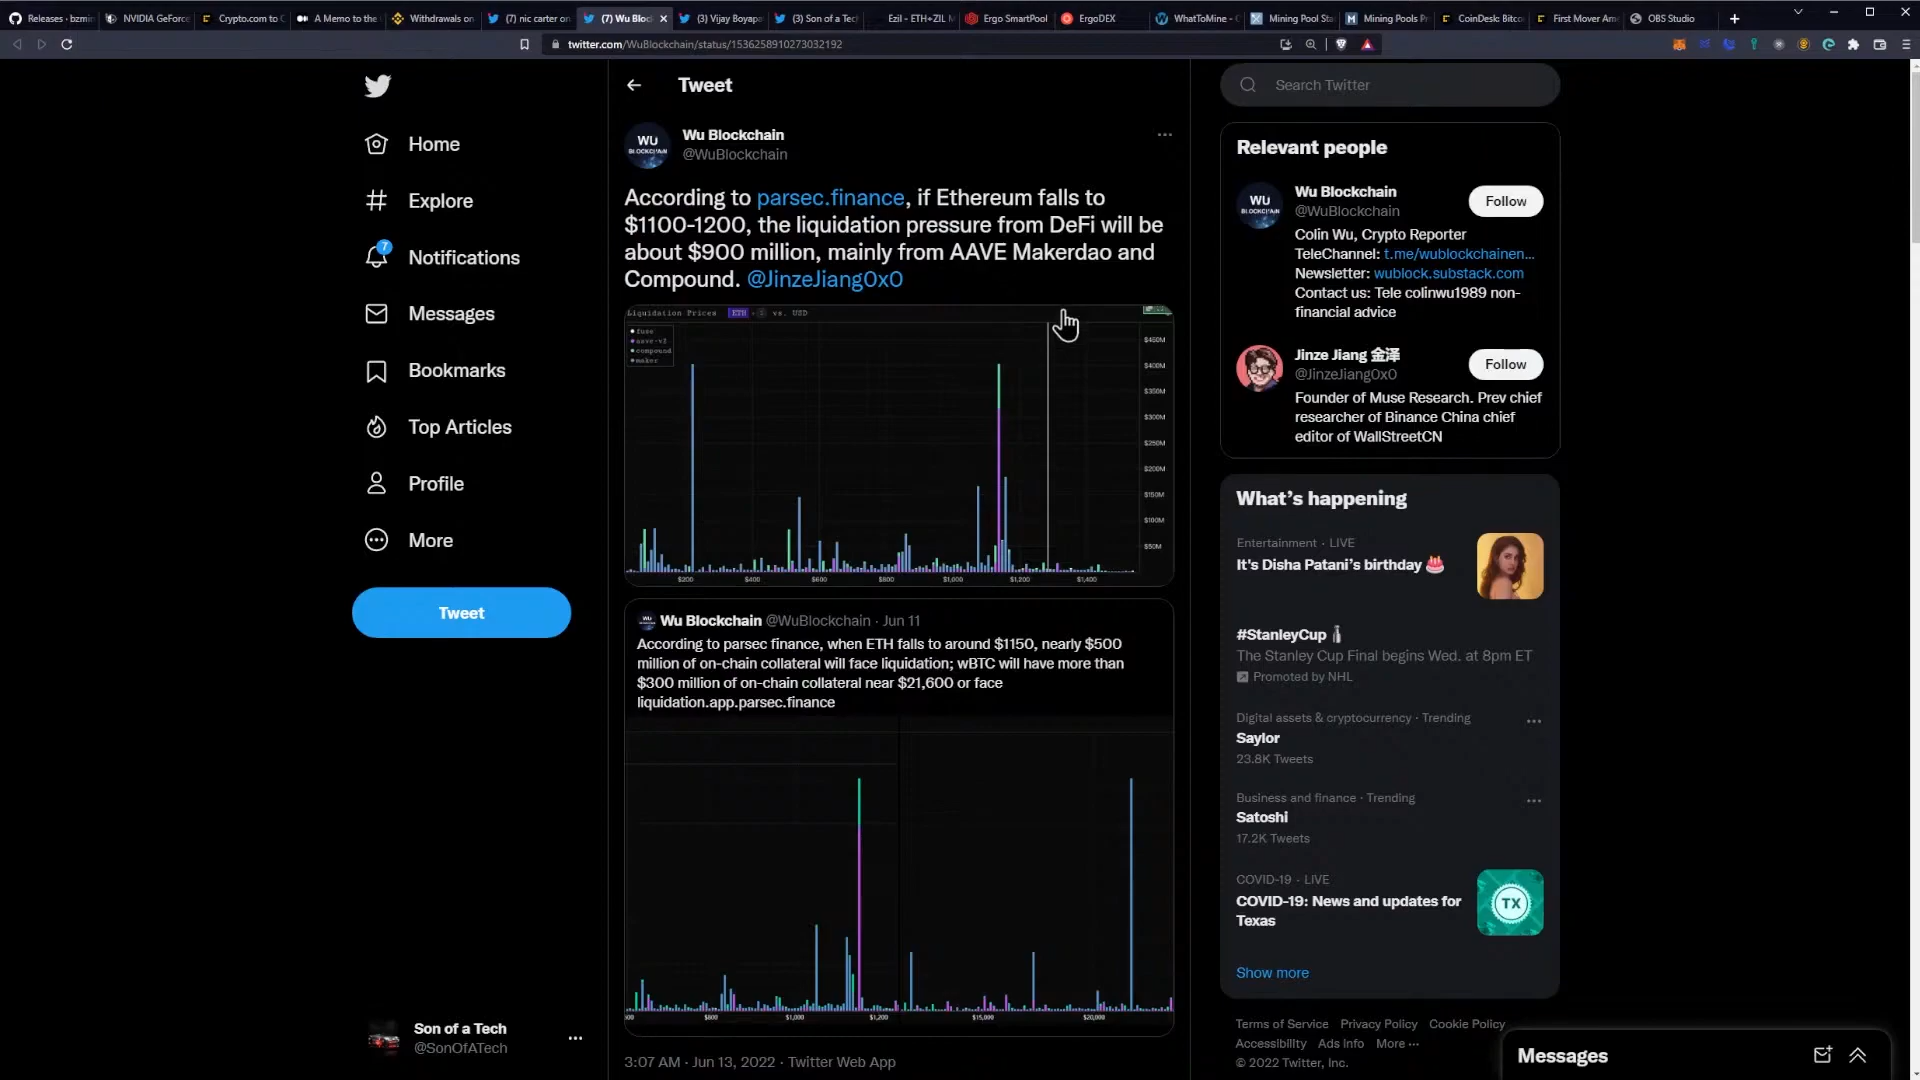 Releases · bzmin
NVIDIA GeForce
Crypto.com to C
A Memo to the
Withdrawals on
(7) nic carter on
(7) Wu Bloc
(3) Vijay Boyapa
(3) Son of a Tec
Ezil - ETH+ZIL M
Ergo SmartPool
ErgoDEX
WhatToMine - C
Mining Pool Sta
Mining Pools Pr
CoinDesk: Bitco
First Mover Am
OBS Studio
twitter.com/WuBlockchain/status/1536258910273032192
Home
Explore
7
Notifications
Messages
Bookmarks
Top Articles
Profile
More
Tweet
Son of a Tech
@SonOfATech
Tweet
WU
BLOCKCHAIN
Wu Blockchain
@WuBlockchain
According to parsec.finance, if Ethereum falls to
$1100-1200, the liquidation pressure from DeFi will be
about $900 million, mainly from AAVE Makerdao and
Compound. @JinzeJiang0x0
Liquidation Prices ETH vs. USD
fuse
aave-v2
compound
maker
$450M
$400M
$350M
$300M
$250M
$200M
$150M
$100M
$50M
$200 $400 $600 $800 $1,000 $1,200 $1,400
Wu Blockchain @WuBlockchain · Jun 11
According to parsec finance, when ETH falls to around $1150, nearly $500
million of on-chain collateral will face liquidation; wBTC will have more than
$300 million of on-chain collateral near $21,600 or face
liquidation.app.parsec.finance
$800 $1,000 $1,200 $15,000 $20,000
3:07 AM · Jun 13, 2022 · Twitter Web App
Search Twitter
Relevant people
WU
BLOCKCHAIN
Wu Blockchain
@WuBlockchain
Follow
Colin Wu, Crypto Reporter
TeleChannel: t.me/wublockchainen...
Newsletter: wublock.substack.com
Contact us: Tele colinwu1989 non-
financial advice
Jinze Jiang 金泽
@JinzeJiang0x0
Follow
Founder of Muse Research. Prev chief
researcher of Binance China chief
editor of WallStreetCN
What's happening
Entertainment · LIVE
It's Disha Patani's birthday 🎂
#StanleyCup
The Stanley Cup Final begins Wed. at 8pm ET
Promoted by NHL
Digital assets & cryptocurrency · Trending
Saylor
23.8K Tweets
Business and finance · Trending
Satoshi
17.2K Tweets
COVID-19 · LIVE
COVID-19: News and updates for
Texas
TX
Show more
Terms of Service Privacy Policy Cookie Policy
Accessibility Ads info More ···
© 2022 Twitter, Inc.
Messages